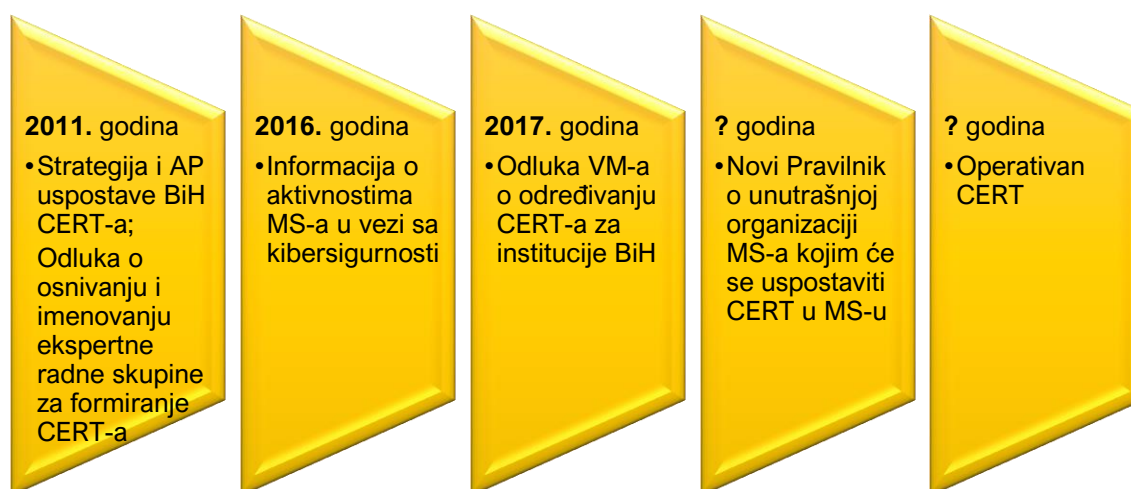 2011. godina
•Strategija i AP
uspostave BiH
CERT-a;
Odluka o
osnivanju i
imenovanju
ekspertne
radne skupine
za formiranje
CERT-a
2016. godina
•Informacija o
aktivnostima
MS-a u vezi sa
kibersigurnosti
2017. godina
•Odluka VM-a
o određivanju
CERT-a za
institucije BiH
? godina
•Novi Pravilnik
o unutrašnjoj
organizaciji
MS-a kojim će
se uspostaviti
CERT u MS-u
? godina
•Operativan
CERT